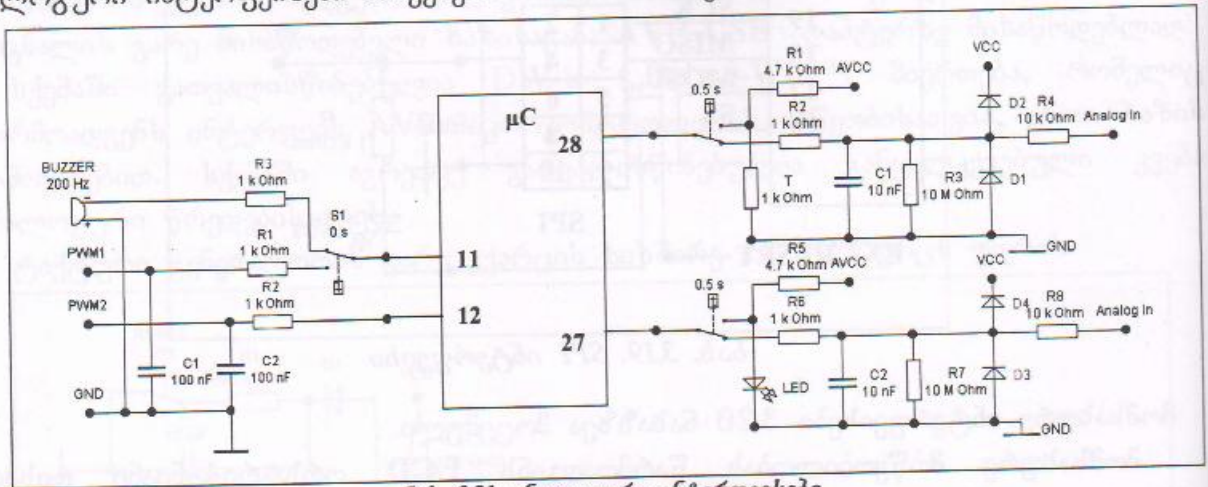 μC
28
27
11
12
BUZZER
200 Hz
R3
1 k Ohm
S1
0 s
PWM1
R1
1 k Ohm
PWM2
R2
1 k Ohm
C1
100 nF
C2
100 nF
GND
0.5 s
R1
4.7 k Ohm
AVCC
R2
1 k Ohm
T
1 k Ohm
C1
10 nF
R3
10 M Ohm
VCC
D2
R4
10 k Ohm
Analog In
D1
GND
0.5 s
R5
4.7 k Ohm
AVCC
R6
1 k Ohm
LED
C2
10 nF
R7
10 M Ohm
VCC
D4
R8
10 k Ohm
Analog In
D3
GND